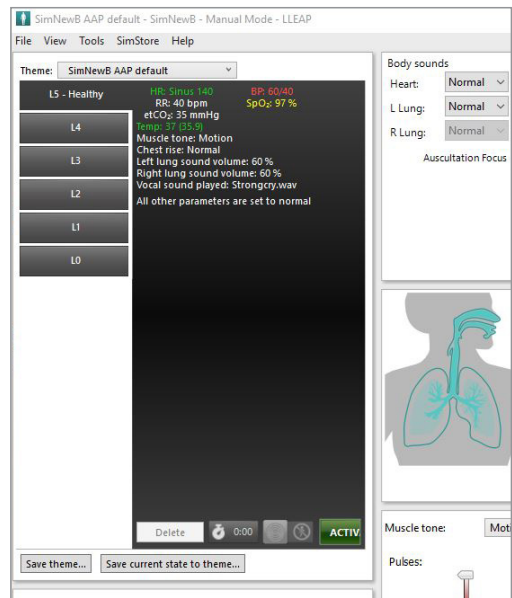 SimNewB AAP default - SimNewB - Manual Mode - LLEAP
File View Tools SimStore Help
Theme: SimNewB AAP default
L5 - Healthy
L4
L3
L2
L1
L0
HR: Sinus 140 BP: 60/40
RR: 40 bpm SpO₂: 97 %
etCO₂: 35 mmHg
Temp: 37 (35.9)
Muscle tone: Motion
Chest rise: Normal
Left lung sound volume: 60 %
Right lung sound volume: 60 %
Vocal sound played: Strongcry.wav
All other parameters are set to normal
Delete 0:00 ACTIV
Save theme... Save current state to theme...
Body sounds
Heart: Normal
L Lung: Normal
R Lung: Normal
Auscultation Focus
Muscle tone: Moti
Pulses: